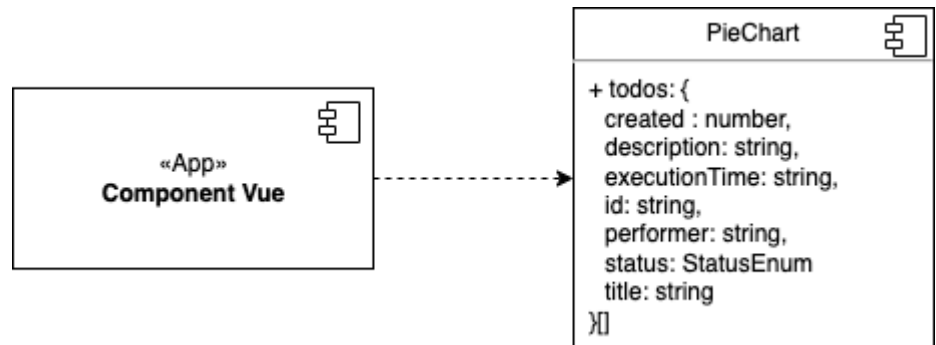 «App»
Component Vue
PieChart
+ todos: {
created : number,
description: string,
executionTime: string,
id: string,
performer: string,
status: StatusEnum
title: string
}[]